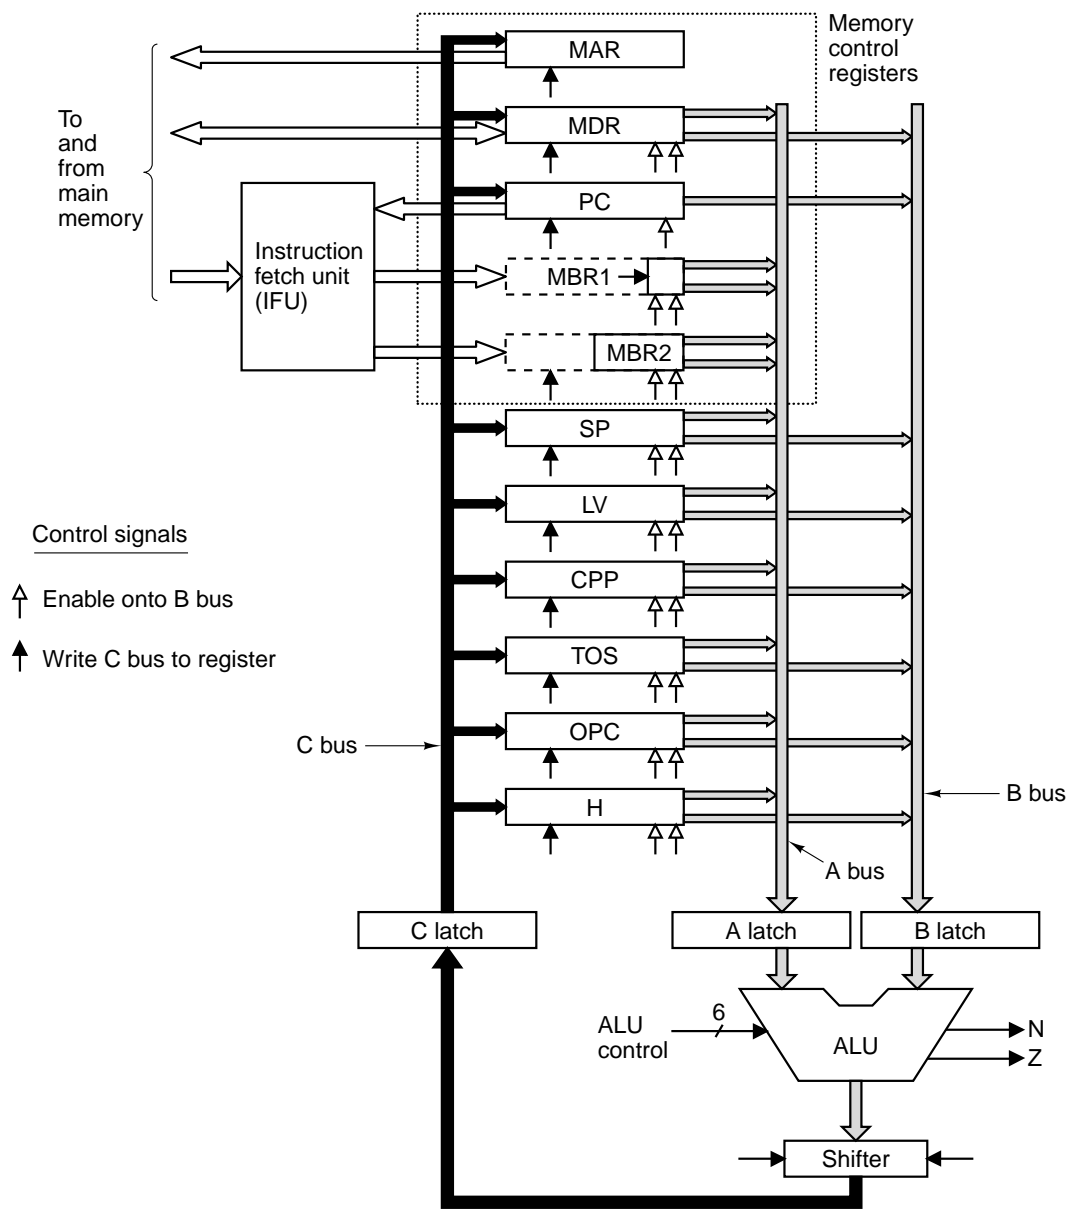 Memory
control
registers
MAR
To
and
from
main
memory
MDR
PC
Instruction
fetch unit
(IFU)
MBR1
MBR2
SP
LV
Control signals
Enable onto B bus
CPP
Write C bus to register
TOS
C bus
OPC
H
B bus
A bus
C latch
A latch
B latch
ALU
control
6
ALU
N
Z
Shifter